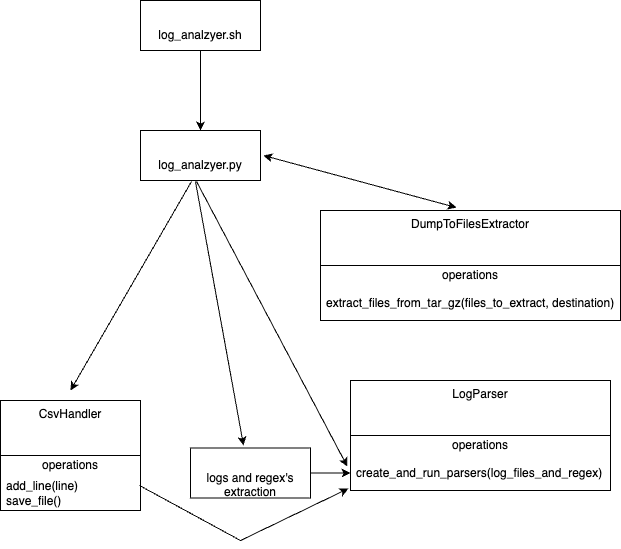 log_analzyer.sh
log_analzyer.py
DumpToFilesExtractor
operations
extract_files_from_tar_gz(files_to_extract, destination)
CsvHandler
operations
add_line(line)
save_file()
logs and regex's
extraction
LogParser
operations
create_and_run_parsers(log_files_and_regex)